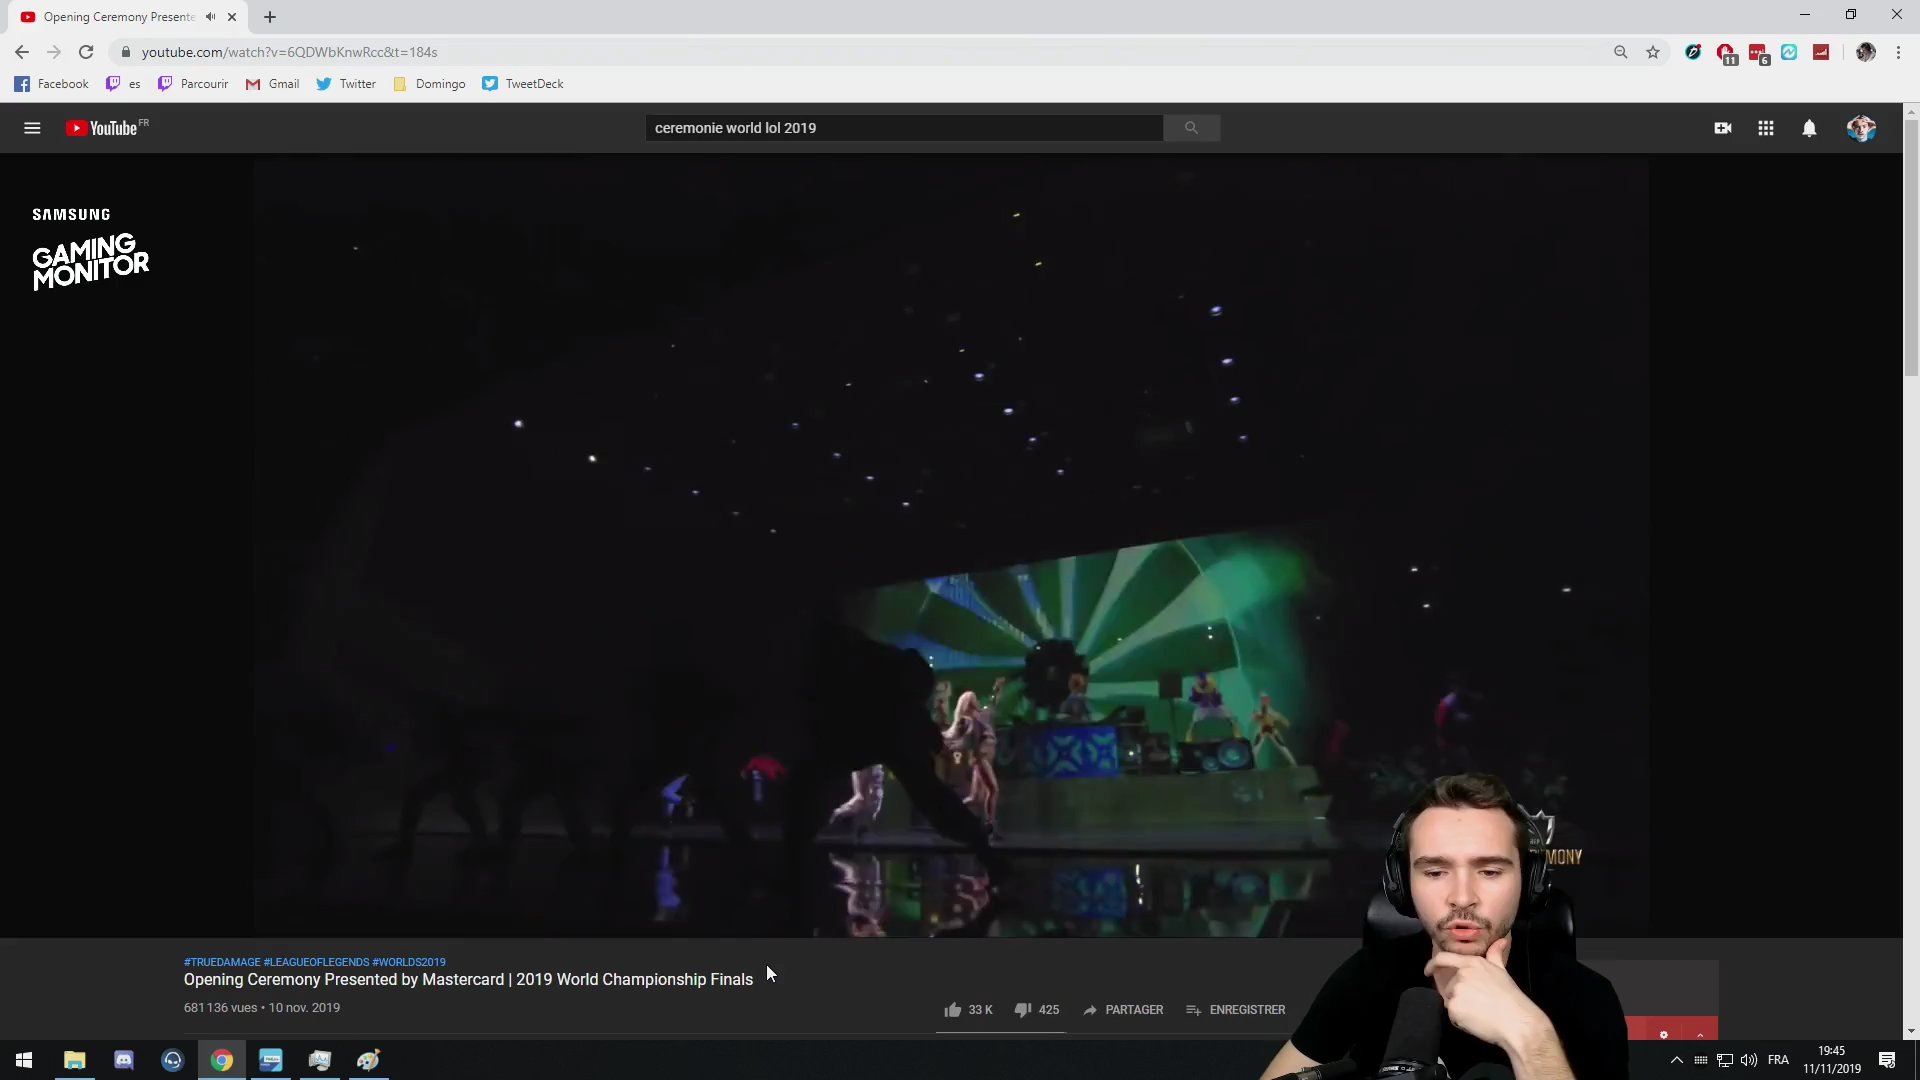 Opening Ceremony Presente
youtube.com/watch?v=6QDWbKnwRcc&t=184s
11
6
Facebook
es
Parcourir
Gmail
Twitter
Domingo
TweetDeck
YouTube FR
ceremonie world lol 2019
SAMSUNG
GAMING
MONITOR
MONY
#TRUEDAMAGE #LEAGUEOFLEGENDS #WORLDS2019
Opening Ceremony Presented by Mastercard | 2019 World Championship Finals
681 136 vues • 10 nov. 2019
33 K
425
PARTAGER
ENREGISTRER
FRA
19:45
11/11/2019